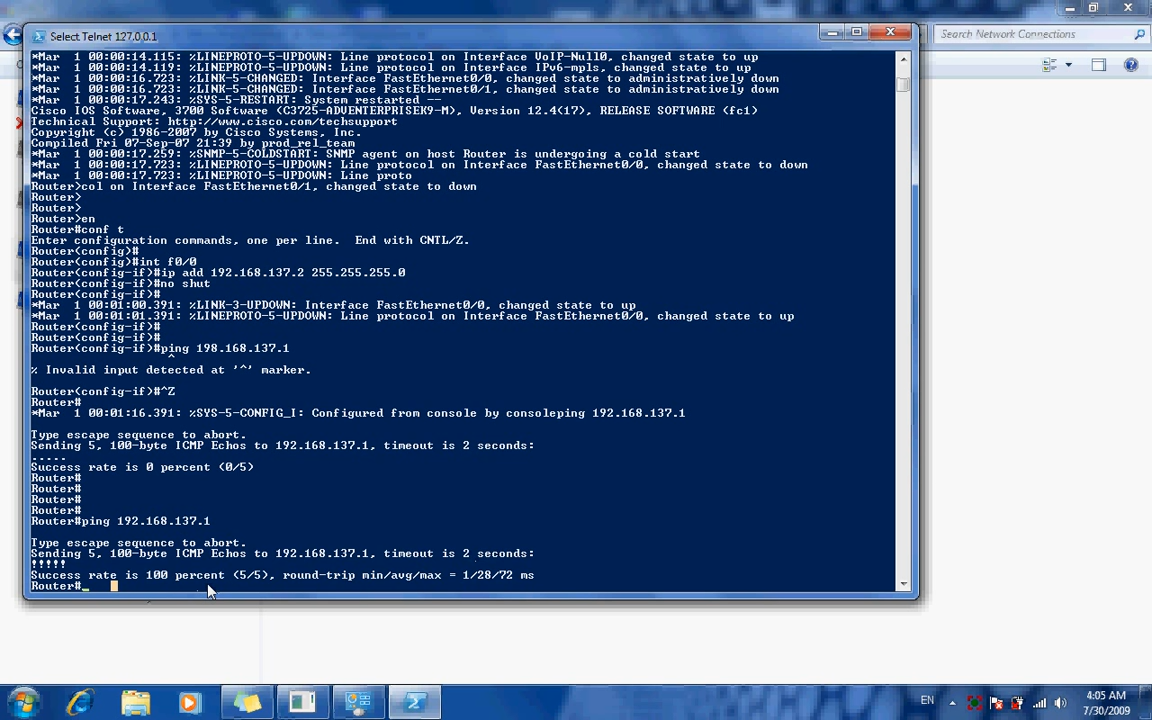 Search Network Connections
Select Telnet 127.0.0.1
*Mar  1 00:00:14.115: %LINEPROTO-5-UPDOWN: Line protocol on Interface VoIP-Null0, changed state to up
*Mar  1 00:00:14.119: %LINEPROTO-5-UPDOWN: Line protocol on Interface IPv6-mpls, changed state to up
*Mar  1 00:00:16.723: %LINK-5-CHANGED: Interface FastEthernet0/0, changed state to administratively down
*Mar  1 00:00:16.723: %LINK-5-CHANGED: Interface FastEthernet0/1, changed state to administratively down
*Mar  1 00:00:17.243: %SYS-5-RESTART: System restarted --
Cisco IOS Software, 3700 Software (C3725-ADVENTERPRISEK9-M), Version 12.4(17), RELEASE SOFTWARE (fc1)
Technical Support: http://www.cisco.com/techsupport
Copyright (c) 1986-2007 by Cisco Systems, Inc.
Compiled Fri 07-Sep-07 21:39 by prod_rel_team
*Mar  1 00:00:17.259: %SNMP-5-COLDSTART: SNMP agent on host Router is undergoing a cold start
*Mar  1 00:00:17.723: %LINEPROTO-5-UPDOWN: Line protocol on Interface FastEthernet0/0, changed state to down
*Mar  1 00:00:17.723: %LINEPROTO-5-UPDOWN: Line proto
Router>col on Interface FastEthernet0/1, changed state to down
Router>
Router>
Router>en
Router#conf t
Enter configuration commands, one per line.  End with CNTL/Z.
Router(config)#
Router(config)#int f0/0
Router(config-if)#ip add 192.168.137.2 255.255.255.0
Router(config-if)#no shut
Router(config-if)#
*Mar  1 00:01:00.391: %LINK-3-UPDOWN: Interface FastEthernet0/0, changed state to up
*Mar  1 00:01:01.391: %LINEPROTO-5-UPDOWN: Line protocol on Interface FastEthernet0/0, changed state to up
Router(config-if)#
Router(config-if)#
Router(config-if)#ping 198.168.137.1
^
% Invalid input detected at '^' marker.
Router(config-if)#^Z
Router#
*Mar  1 00:01:16.391: %SYS-5-CONFIG_I: Configured from console by consoleping 192.168.137.1
Type escape sequence to abort.
Sending 5, 100-byte ICMP Echos to 192.168.137.1, timeout is 2 seconds:
.....
Success rate is 0 percent (0/5)
Router#
Router#
Router#
Router#
Router#ping 192.168.137.1
Type escape sequence to abort.
Sending 5, 100-byte ICMP Echos to 192.168.137.1, timeout is 2 seconds:
!!!!!
Success rate is 100 percent (5/5), round-trip min/avg/max = 1/28/72 ms
Router#_
EN
4:05 AM
7/30/2009